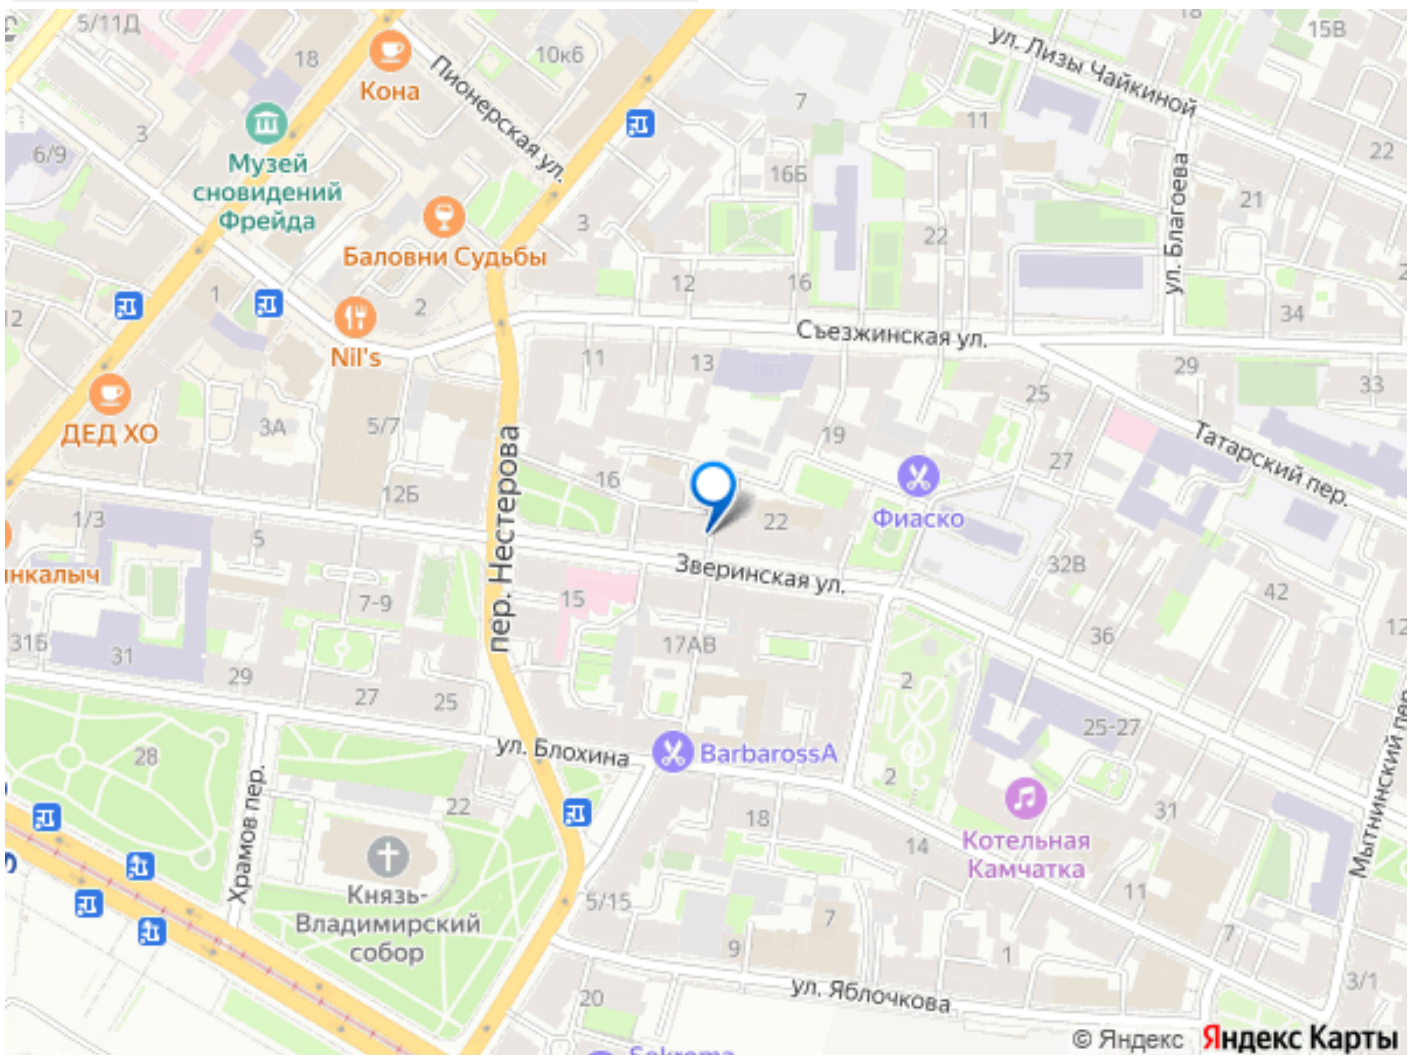 5/11Д
18
10к6
15В
ул. Лизы Чайкиной
18
Кона
Пионерская ул.
7
11
3
6/9
Музей
сновидений
Фрейда
16Б
22
ул. Благоева
21
3
22
Баловни Судьбы
12
16
1
2
12
34
Съезжинская ул.
Nil's
11
13
29
33
25
ДЕД ХО
3А
5/7
19
Татарский пер.
27
пер. Нестерова
16
12Б
22
Фиаско
1/3
5
Зверинская ул.
32В
инкалыч
42
7-9
15
12
31Б
31
17АВ
36
29
27
25
2
25-27
ул. Блохина
BarbarossA
28
2
Мытнинский пер.
Храмов пер.
22
18
31
14
Котельная
Камчатка
Князь-
Владимирский
собор
5/15
7
11
9
1
7
3/1
ул. Яблочкова
20
© Яндекс Яндекс Карты